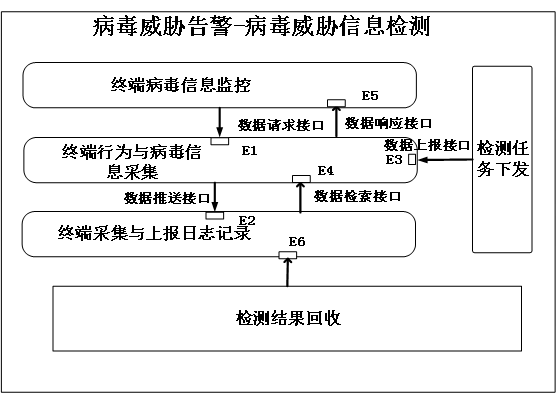 病毒威胁告警-病毒威胁信息检测
终端病毒信息监控
E5
数据请求接口
数据响应接口
E1
终端行为与病毒信
息采集
数据上报接口
E3
检测任
务下发
E4
数据推送接口
数据检索接口
E2
终端采集与上报日志记录
E6
检测结果回收